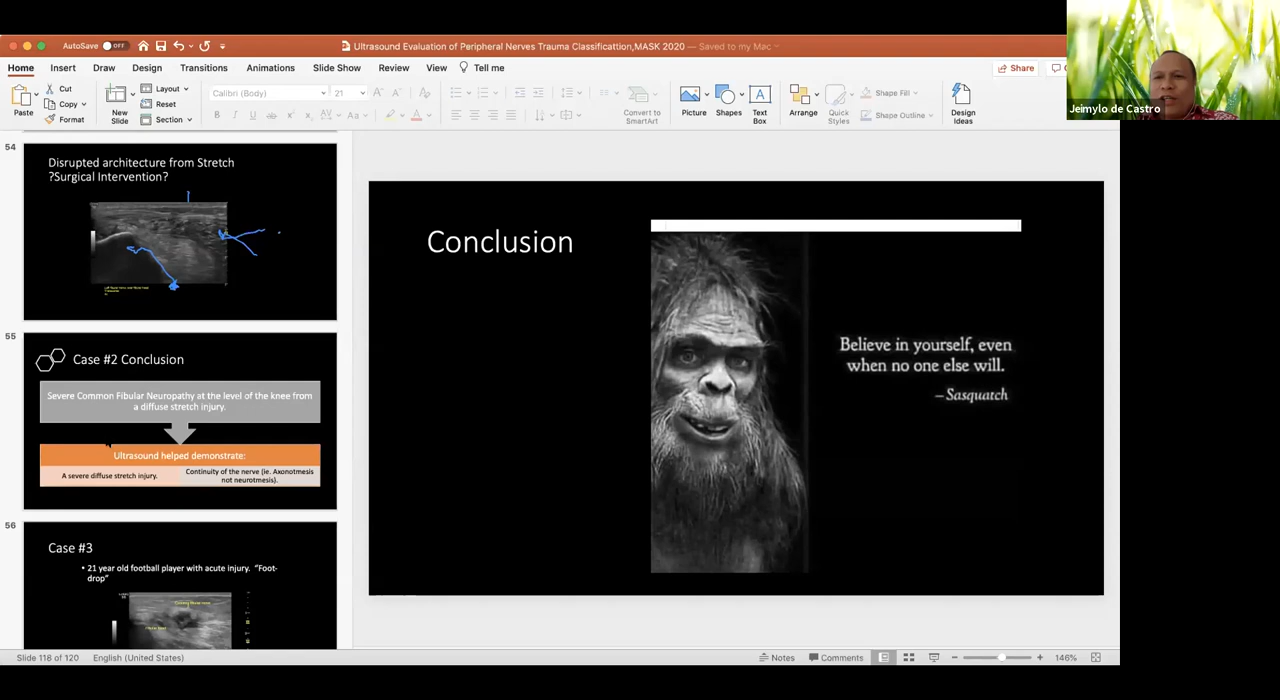 AutoSave OFF
Ultrasound Evaluation of Peripheral Nerves Trauma Classificattion,MASK 2020 — Saved to my Mac
Home Insert Draw Design Transitions Animations Slide Show Review View Tell me
Share
Paste
Cut
Copy
Format
New Slide
Layout
Reset
Section
Calibri (Body) 21
Convert to SmartArt
Picture
Shapes
Text Box
Arrange
Quick Styles
Shape Fill
Shape Outline
Design Ideas
Jeimylo de Castro
54
Disrupted architecture from Stretch
?Surgical Intervention?
55
Case #2 Conclusion
Severe Common Fibular Neuropathy at the level of the knee from
a diffuse stretch injury.
Ultrasound helped demonstrate:
A severe diffuse stretch injury.
Continuity of the nerve (ie. Axonotmesis
not neurotmesis).
56
Case #3
• 21 year old football player with acute injury. "Foot-
drop"
Conclusion
Believe in yourself, even
when no one else will.
– Sasquatch
Slide 118 of 120 English (United States)
Notes Comments 146%